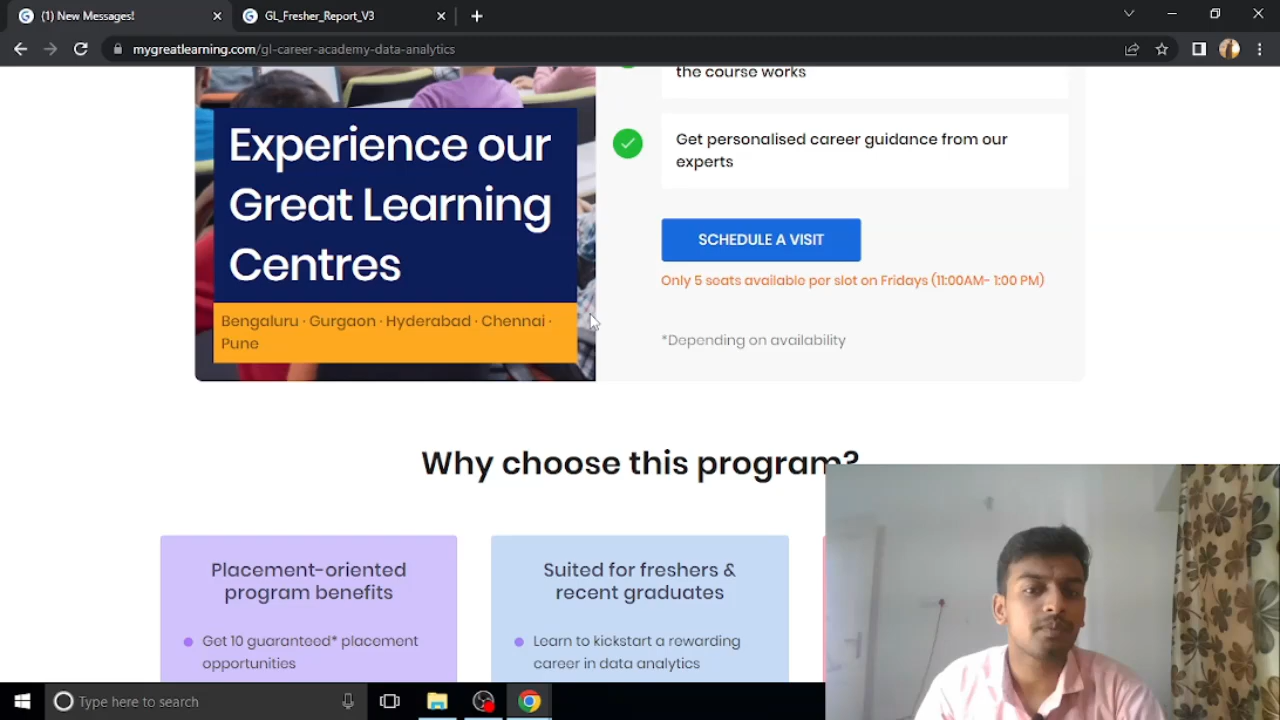 (1) New Messages!
GL_Fresher_Report_V3
mygreatlearning.com/gl-career-academy-data-analytics
the course works
Experience our
Great Learning
Centres
Bengaluru · Gurgaon · Hyderabad · Chennai ·
Pune
Get personalised career guidance from our
experts
SCHEDULE A VISIT
Only 5 seats available per slot on Fridays (11:00AM- 1:00 PM)
*Depending on availability
Why choose this program?
Placement-oriented
program benefits
Get 10 guaranteed* placement
opportunities
Suited for freshers &
recent graduates
Learn to kickstart a rewarding
career in data analytics
Type here to search